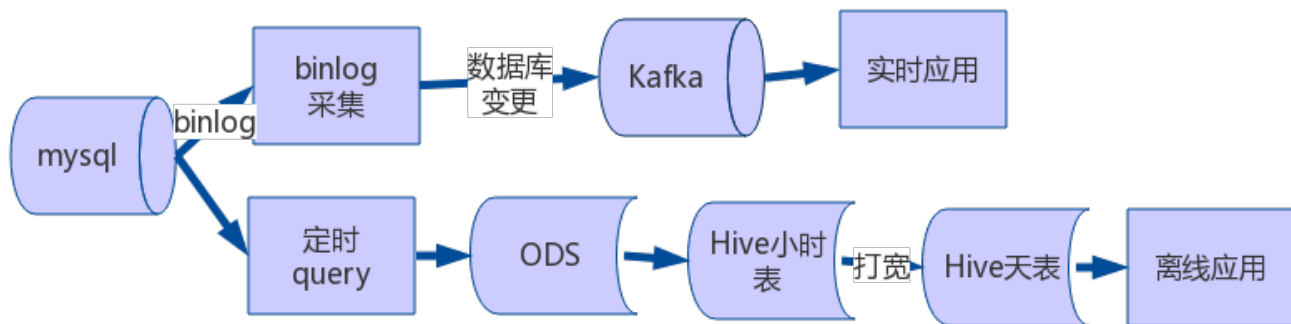 mysql
binlog
binlog
采集
数据库
变更
Kafka
实时应用
定时
query
ODS
Hive小时
表
打宽
Hive天表
离线应用